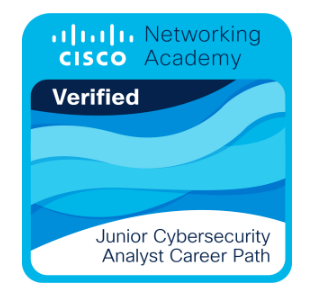 Networking
CISCO Academy
Verified
Junior Cybersecurity
Analyst Career Path